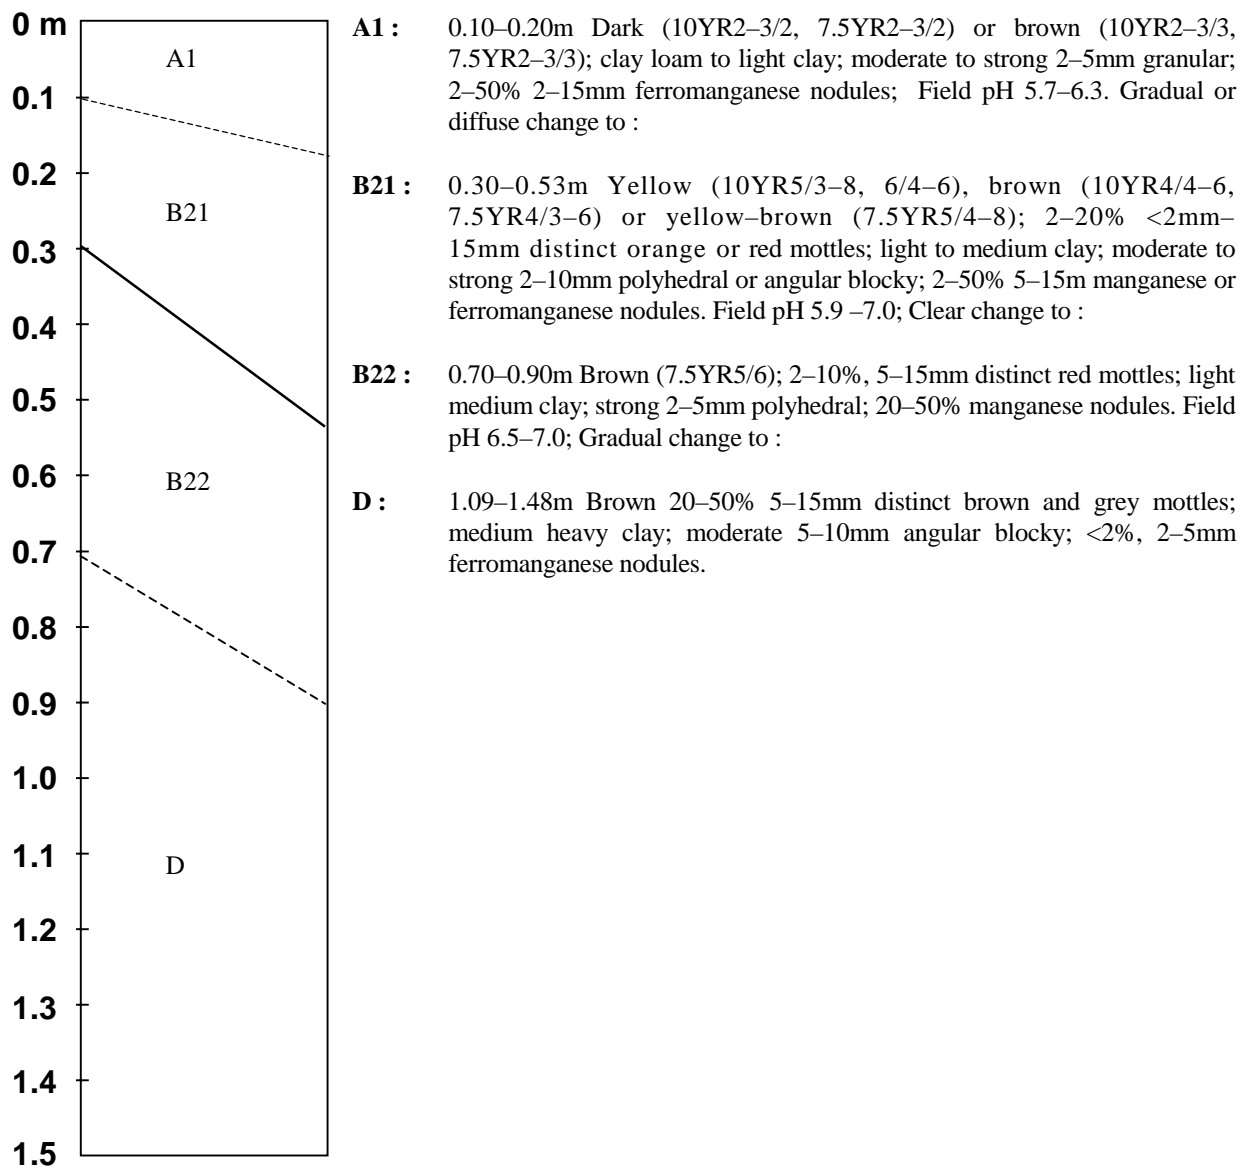 0 m
0.1
0.2
0.3
0.4
0.5
0.6
0.7
0.8
0.9
1.0
1.1
1.2
1.3
1.4
1.5
A1
B21
B22
D
A1 : 0.10–0.20m Dark (10YR2–3/2, 7.5YR2–3/2) or brown (10YR2–3/3,
7.5YR2–3/3); clay loam to light clay; moderate to strong 2–5mm granular;
2–50% 2–15mm ferromanganese nodules; Field pH 5.7–6.3. Gradual or
diffuse change to :
B21 : 0.30–0.53m Yellow (10YR5/3–8, 6/4–6), brown (10YR4/4–6,
7.5YR4/3–6) or yellow–brown (7.5YR5/4–8); 2–20% <2mm–
15mm distinct orange or red mottles; light to medium clay; moderate to
strong 2–10mm polyhedral or angular blocky; 2–50% 5–15m manganese or
ferromanganese nodules. Field pH 5.9 –7.0; Clear change to :
B22 : 0.70–0.90m Brown (7.5YR5/6); 2–10%, 5–15mm distinct red mottles; light
medium clay; strong 2–5mm polyhedral; 20–50% manganese nodules. Field
pH 6.5–7.0; Gradual change to :
D : 1.09–1.48m Brown 20–50% 5–15mm distinct brown and grey mottles;
medium heavy clay; moderate 5–10mm angular blocky; <2%, 2–5mm
ferromanganese nodules.